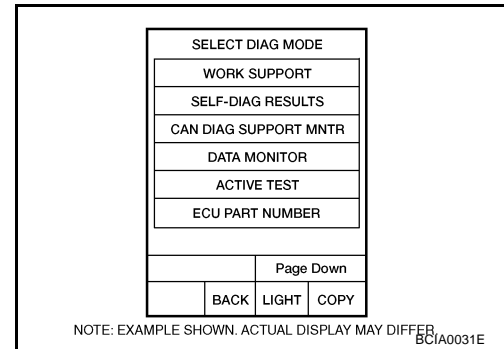 SELECT DIAG MODE
WORK SUPPORT
SELF-DIAG RESULTS
CAN DIAG SUPPORT MNTR
DATA MONITOR
ACTIVE TEST
ECU PART NUMBER
Page Down
BACK LIGHT COPY
NOTE: EXAMPLE SHOWN. ACTUAL DISPLAY MAY DIFFER.
BCIA0031E